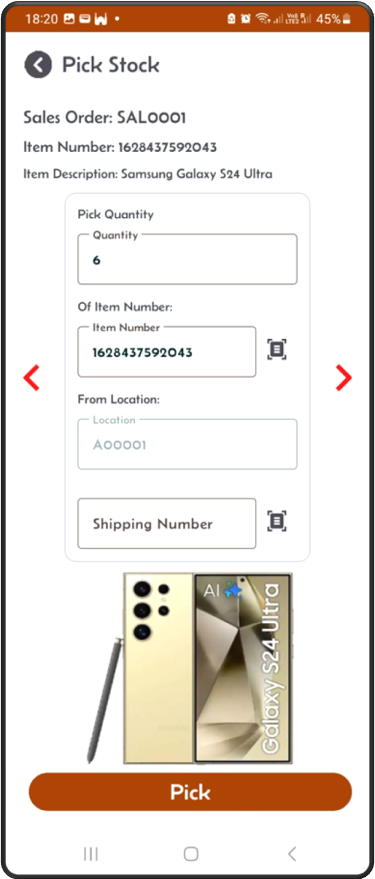 18:20
VoB R
LTE2
45%
Pick Stock
Sales Order: SAL0001
Item Number: 1628437592043
Item Description: Samsung Galaxy S24 Ultra
Pick Quantity
Quantity
6
Of Item Number:
Item Number
1628437592043
From Location:
Location
A00001
Shipping Number
AI
Galaxy S24 Ultra
Pick